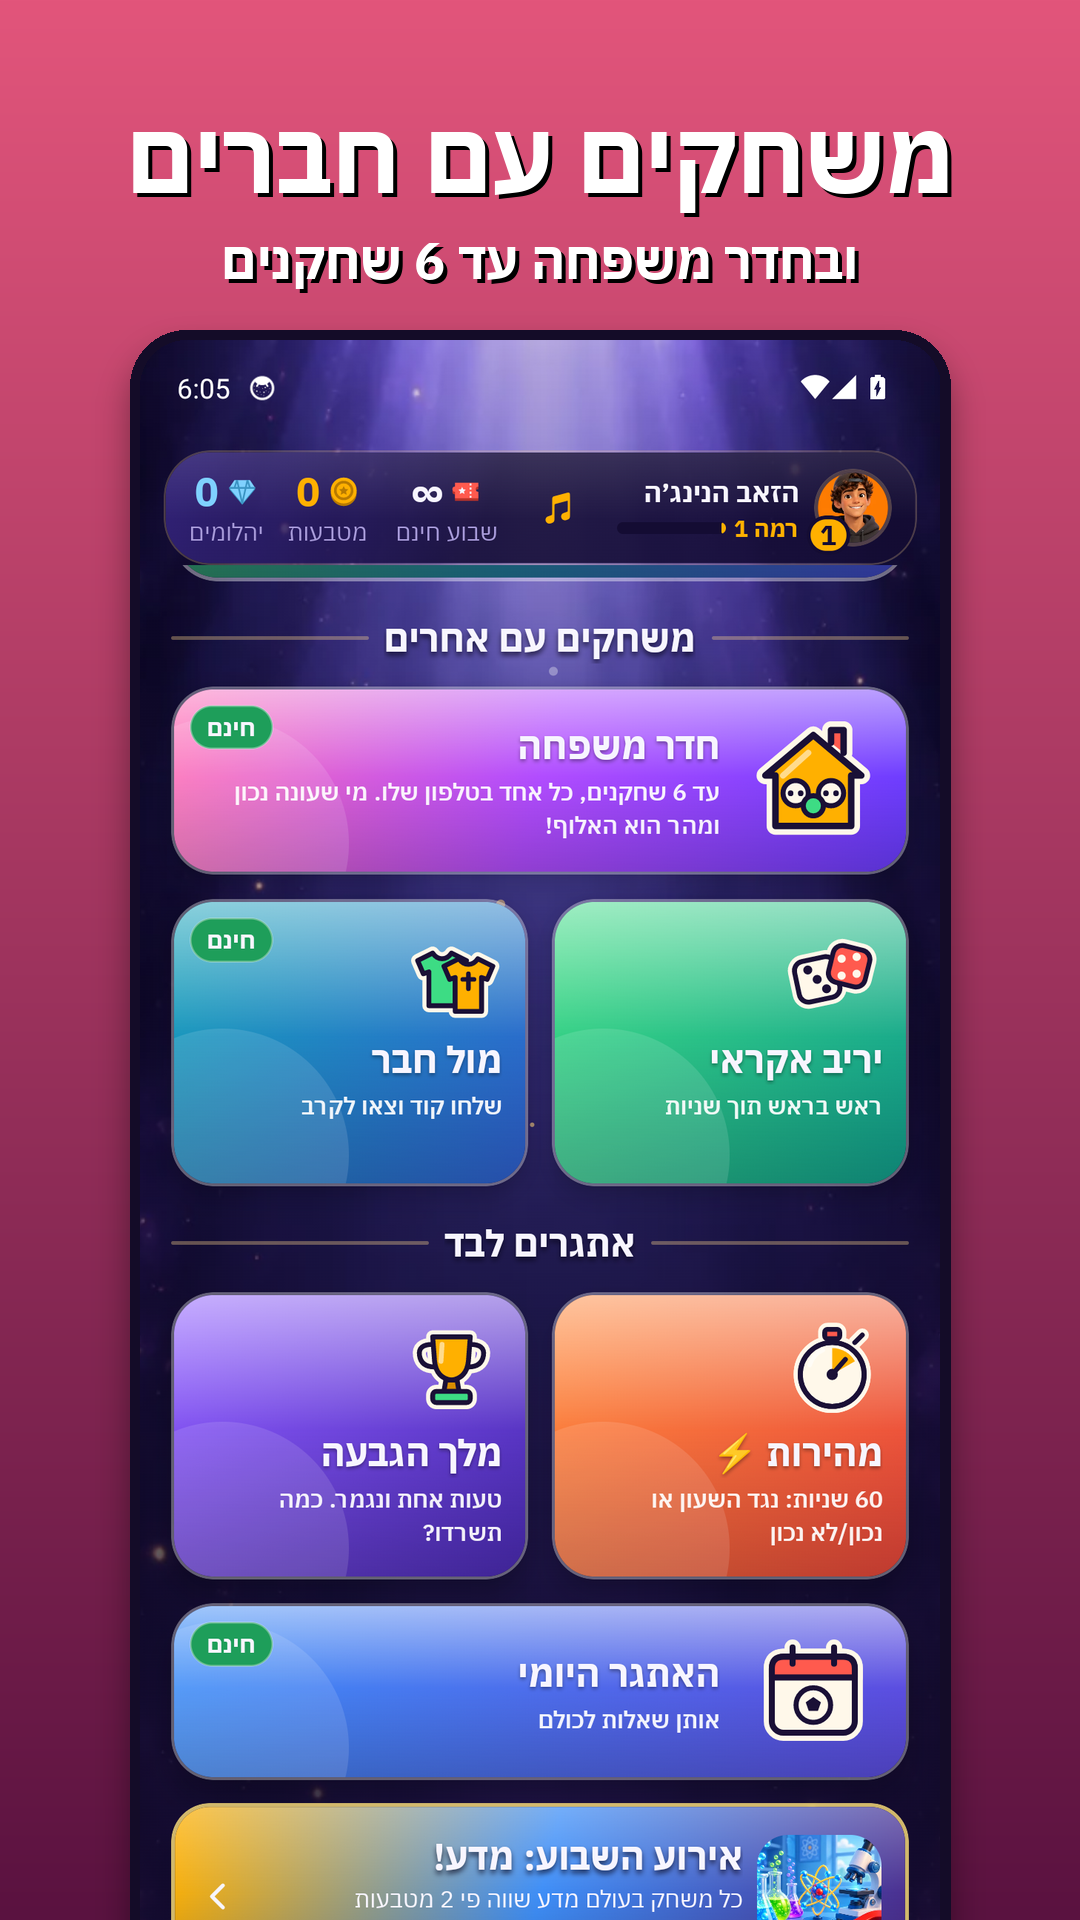 משחקים עם חברים
ובחדר משפחה עד 6 שחקנים
6:05
הזאב הנינג'ה
רמה 1
1
∞
שבוע חינם
0
מטבעות
0
יהלומים
משחקים עם אחרים
חינם
חדר משפחה
עד 6 שחקנים, כל אחד בטלפון שלו. מי שעונה נכון
ומהר הוא האלוף!
יריב אקראי
ראש בראש תוך שניות
חינם
מול חבר
שלחו קוד וצאו לקרב
אתגרים לבד
מהירות ⚡
60 שניות: נגד השעון או
נכון/לא נכון
מלך הגבעה
טעות אחת ונגמר. כמה
תשרדו?
חינם
האתגר היומי
אותן שאלות לכולם
אירוע השבוע: מדע!
כל משחק בעולם מדע שווה פי 2 מטבעות